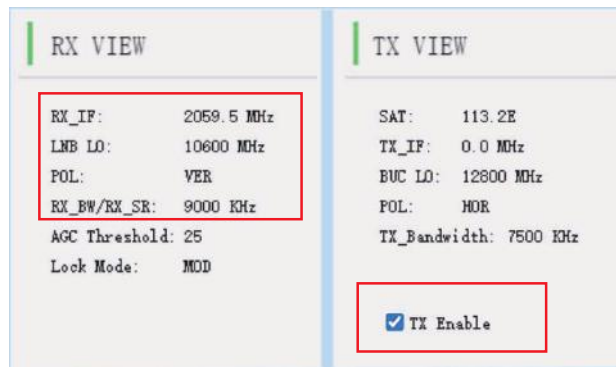 RX VIEW
RX_IF: 2059.5 MHz
LNB LO: 10600 MHz
POL: VER
RX_BW/RX_SR: 9000 KHz
AGC Threshold: 25
Lock Mode: MOD
TX VIEW
SAT: 113.2E
TX_IF: 0.0 MHz
BUC LO: 12800 MHz
POL: HOR
TX_Bandwidth: 7500 KHz
TX Enable